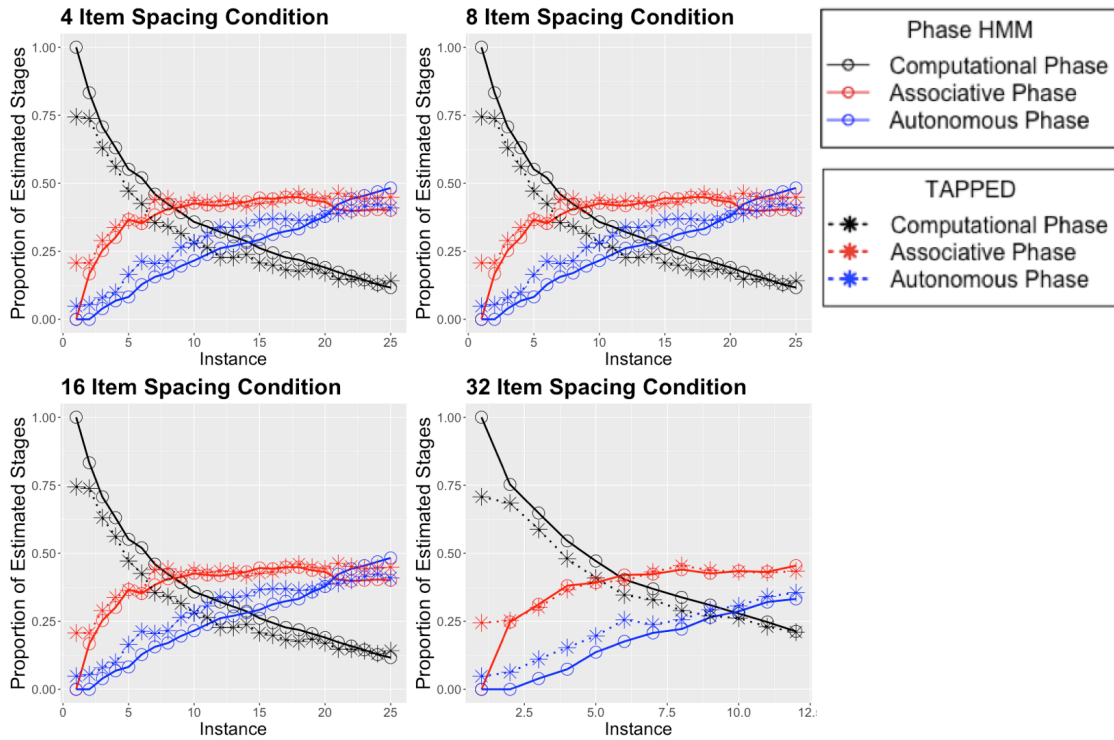 4 Item Spacing Condition
Proportion of Estimated Stages
1.00
0.75
0.50
0.25
0.00
0
5
10
15
20
25
Instance
8 Item Spacing Condition
Proportion of Estimated Stages
1.00
0.75
0.50
0.25
0.00
0
5
10
15
20
25
Instance
Phase HMM
Computational Phase
Associative Phase
Autonomous Phase
TAPPED
Computational Phase
Associative Phase
Autonomous Phase
16 Item Spacing Condition
Proportion of Estimated Stages
1.00
0.75
0.50
0.25
0.00
0
5
10
15
20
25
Instance
32 Item Spacing Condition
Proportion of Estimated Stages
1.00
0.75
0.50
0.25
0.00
2.5
5.0
7.5
10.0
Instance